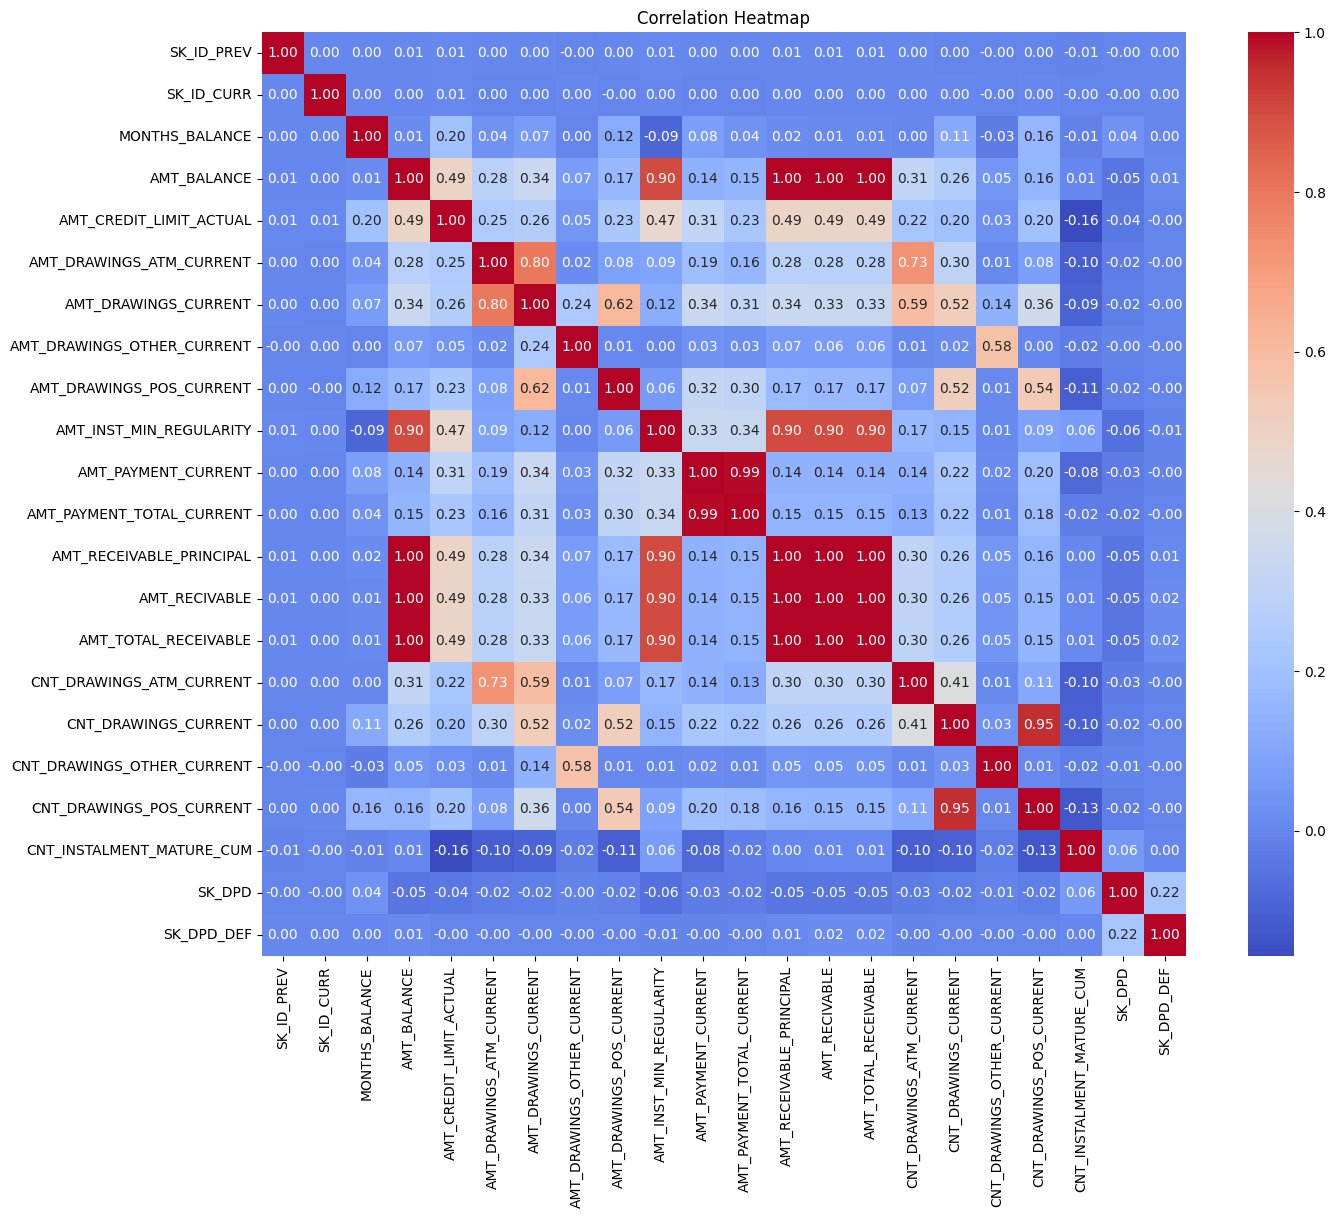 Correlation Heatmap
SK_ID_PREV 1.00 0.00 0.00 0.01 0.01 0.00 0.00 -0.00 0.00 0.01 0.00 0.00 0.01 0.01 0.01 0.00 0.00 -0.00 0.00 -0.01 -0.00 0.00
SK_ID_CURR 0.00 1.00 0.00 0.00 0.01 0.00 0.00 0.00 -0.00 0.00 0.00 0.00 0.00 0.00 0.00 0.00 0.00 -0.00 0.00 -0.00 -0.00 0.00
MONTHS_BALANCE 0.00 0.00 1.00 0.01 0.20 0.04 0.07 0.00 0.12 -0.09 0.08 0.04 0.02 0.01 0.01 0.00 0.11 -0.03 0.16 -0.01 0.04 0.00
AMT_BALANCE 0.01 0.00 0.01 1.00 0.49 0.28 0.34 0.07 0.17 0.90 0.14 0.15 1.00 1.00 1.00 0.31 0.26 0.05 0.16 0.01 -0.05 0.01
AMT_CREDIT_LIMIT_ACTUAL 0.01 0.01 0.20 0.49 1.00 0.25 0.26 0.05 0.23 0.47 0.31 0.23 0.49 0.49 0.49 0.22 0.20 0.03 0.20 -0.16 -0.04 -0.00
AMT_DRAWINGS_ATM_CURRENT 0.00 0.00 0.04 0.28 0.25 1.00 0.80 0.02 0.08 0.09 0.19 0.16 0.28 0.28 0.28 0.73 0.30 0.01 0.08 -0.10 -0.02 -0.00
AMT_DRAWINGS_CURRENT 0.00 0.00 0.07 0.34 0.26 0.80 1.00 0.24 0.62 0.12 0.34 0.31 0.34 0.33 0.33 0.59 0.52 0.14 0.36 -0.09 -0.02 -0.00
AMT_DRAWINGS_OTHER_CURRENT -0.00 0.00 0.00 0.07 0.05 0.02 0.24 1.00 0.01 0.00 0.03 0.03 0.07 0.06 0.06 0.01 0.02 0.58 0.00 -0.02 -0.00 -0.00
AMT_DRAWINGS_POS_CURRENT 0.00 -0.00 0.12 0.17 0.23 0.08 0.62 0.01 1.00 0.06 0.32 0.30 0.17 0.17 0.17 0.07 0.52 0.01 0.54 -0.11 -0.02 -0.00
AMT_INST_MIN_REGULARITY 0.01 0.00 -0.09 0.90 0.47 0.09 0.12 0.00 0.06 1.00 0.33 0.34 0.90 0.90 0.90 0.17 0.15 0.01 0.09 0.06 -0.06 -0.01
AMT_PAYMENT_CURRENT 0.00 0.00 0.08 0.14 0.31 0.19 0.34 0.03 0.32 0.33 1.00 0.99 0.14 0.14 0.14 0.14 0.22 0.02 0.20 -0.08 -0.03 -0.00
AMT_PAYMENT_TOTAL_CURRENT 0.00 0.00 0.04 0.15 0.23 0.16 0.31 0.03 0.30 0.34 0.99 1.00 0.15 0.15 0.15 0.13 0.22 0.01 0.18 -0.02 -0.02 -0.00
AMT_RECEIVABLE_PRINCIPAL 0.01 0.00 0.02 1.00 0.49 0.28 0.34 0.07 0.17 0.90 0.14 0.15 1.00 1.00 1.00 0.30 0.26 0.05 0.16 0.00 -0.05 0.01
AMT_RECIVABLE 0.01 0.00 0.01 1.00 0.49 0.28 0.33 0.06 0.17 0.90 0.14 0.15 1.00 1.00 1.00 0.30 0.26 0.05 0.15 0.01 -0.05 0.02
AMT_TOTAL_RECEIVABLE 0.01 0.00 0.01 1.00 0.49 0.28 0.33 0.06 0.17 0.90 0.14 0.15 1.00 1.00 1.00 0.30 0.26 0.05 0.15 0.01 -0.05 0.02
CNT_DRAWINGS_ATM_CURRENT 0.00 0.00 0.00 0.31 0.22 0.73 0.59 0.01 0.07 0.17 0.14 0.13 0.30 0.30 0.30 1.00 0.41 0.01 0.11 -0.10 -0.03 -0.00
CNT_DRAWINGS_CURRENT 0.00 0.00 0.11 0.26 0.20 0.30 0.52 0.02 0.52 0.15 0.22 0.22 0.26 0.26 0.26 0.41 1.00 0.03 0.95 -0.10 -0.02 -0.00
CNT_DRAWINGS_OTHER_CURRENT -0.00 -0.00 -0.03 0.05 0.03 0.01 0.14 0.58 0.01 0.01 0.02 0.01 0.05 0.05 0.05 0.01 0.03 1.00 0.01 -0.02 -0.01 -0.00
CNT_DRAWINGS_POS_CURRENT 0.00 0.00 0.16 0.16 0.20 0.08 0.36 0.00 0.54 0.09 0.20 0.18 0.16 0.15 0.15 0.11 0.95 0.01 1.00 -0.13 -0.02 -0.00
CNT_INSTALMENT_MATURE_CUM -0.01 -0.00 -0.01 0.01 -0.16 -0.10 -0.09 -0.02 -0.11 0.06 -0.08 -0.02 0.00 0.01 0.01 -0.10 -0.10 -0.02 -0.13 1.00 0.06 0.00
SK_DPD -0.00 -0.00 0.04 -0.05 -0.04 -0.02 -0.02 -0.00 -0.02 -0.06 -0.03 -0.02 -0.05 -0.05 -0.05 -0.03 -0.02 -0.01 -0.02 0.06 1.00 0.22
SK_DPD_DEF 0.00 0.00 0.00 0.01 -0.00 -0.00 -0.00 -0.00 -0.00 -0.01 -0.00 -0.00 0.01 0.02 0.02 -0.00 -0.00 -0.00 -0.00 0.00 0.22 1.00
SK_ID_PREV
SK_ID_CURR
MONTHS_BALANCE
AMT_BALANCE
AMT_CREDIT_LIMIT_ACTUAL
AMT_DRAWINGS_ATM_CURRENT
AMT_DRAWINGS_CURRENT
AMT_DRAWINGS_OTHER_CURRENT
AMT_DRAWINGS_POS_CURRENT
AMT_INST_MIN_REGULARITY
AMT_PAYMENT_CURRENT
AMT_PAYMENT_TOTAL_CURRENT
AMT_RECEIVABLE_PRINCIPAL
AMT_RECIVABLE
AMT_TOTAL_RECEIVABLE
CNT_DRAWINGS_ATM_CURRENT
CNT_DRAWINGS_CURRENT
CNT_DRAWINGS_OTHER_CURRENT
CNT_DRAWINGS_POS_CURRENT
CNT_INSTALMENT_MATURE_CUM
SK_DPD
SK_DPD_DEF
1.0
0.8
0.6
0.4
0.2
0.0